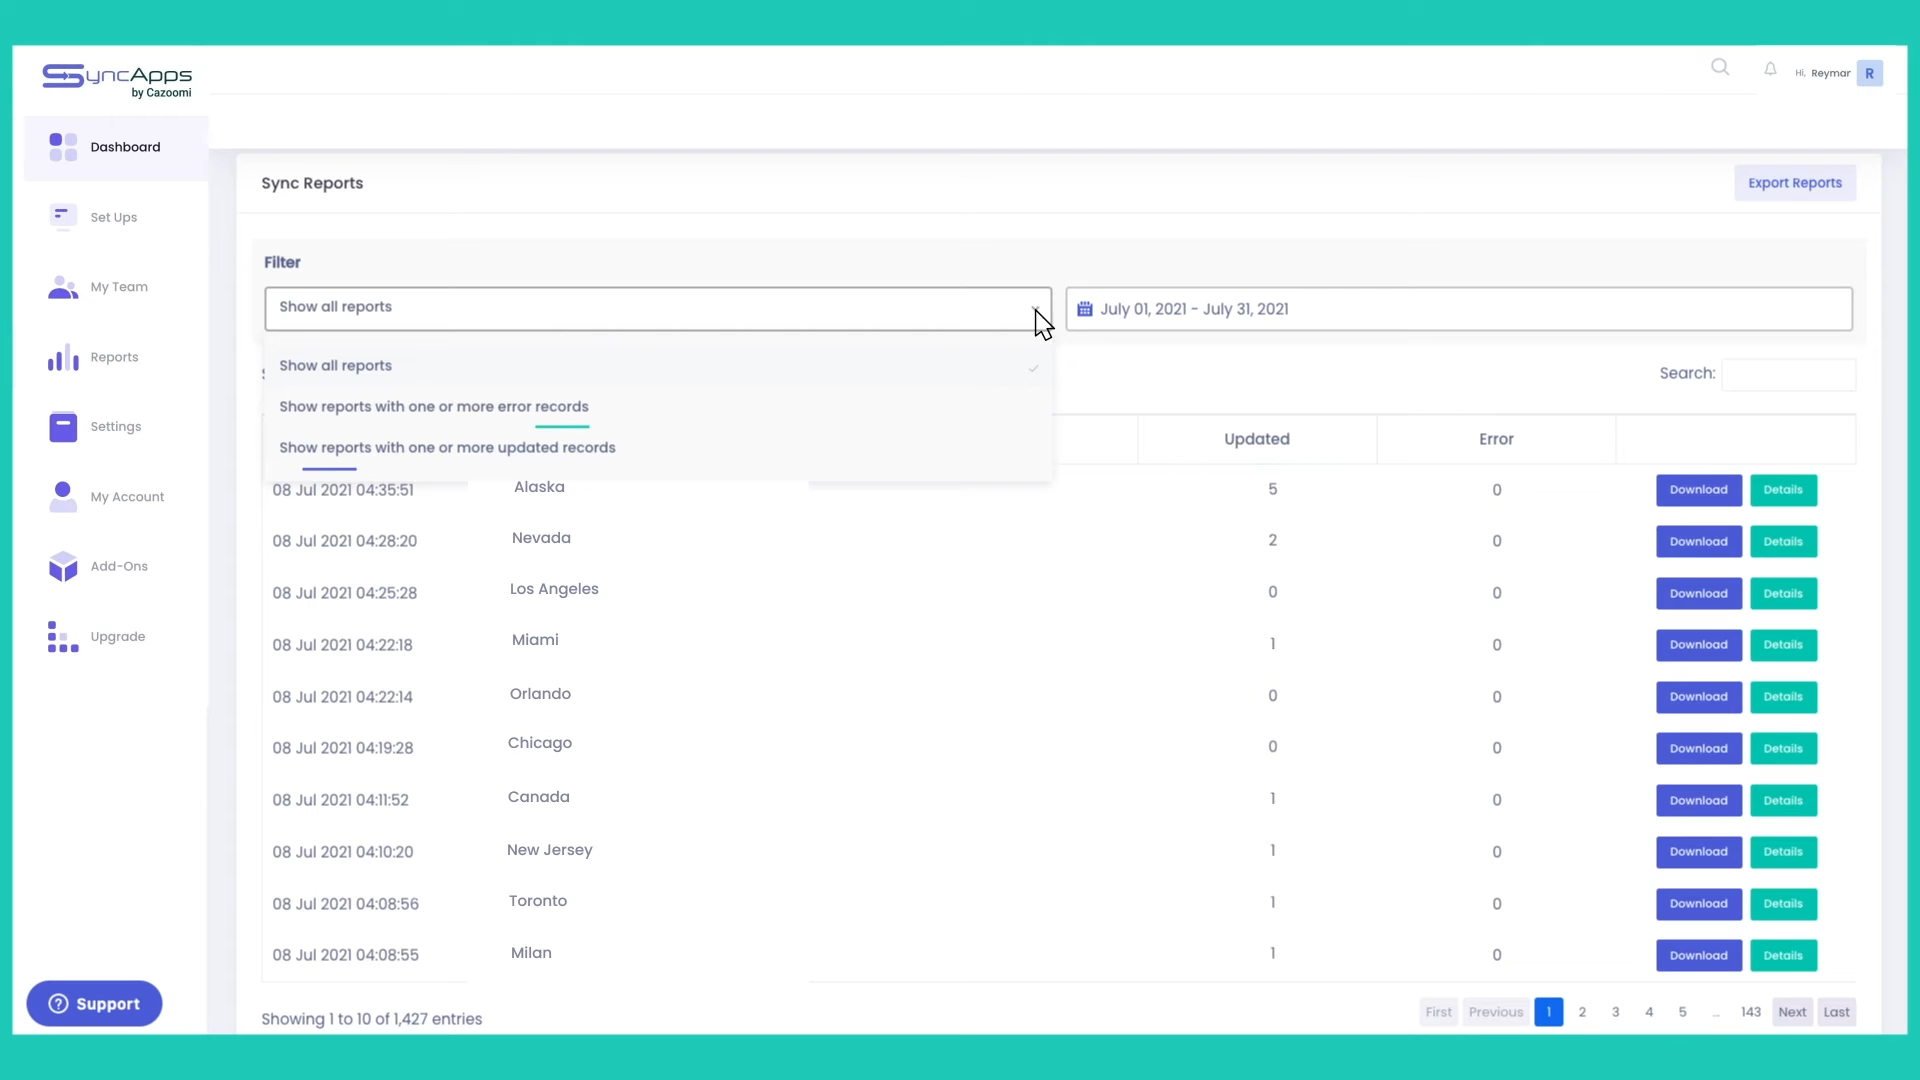 SyncApps
by Cazoomi
Hi, Reymar R
Dashboard
Set Ups
My Team
Reports
Settings
My Account
Add-Ons
Upgrade
Support
Sync Reports
Export Reports
Filter
Show all reports
July 01, 2021 - July 31, 2021
Show all reports
Show reports with one or more error records
Show reports with one or more updated records
Search:
Updated Error
08 Jul 2021 04:35:51 Alaska 5 0 Download Details
08 Jul 2021 04:28:20 Nevada 2 0 Download Details
08 Jul 2021 04:25:28 Los Angeles 0 0 Download Details
08 Jul 2021 04:22:18 Miami 1 0 Download Details
08 Jul 2021 04:22:14 Orlando 0 0 Download Details
08 Jul 2021 04:19:28 Chicago 0 0 Download Details
08 Jul 2021 04:11:52 Canada 1 0 Download Details
08 Jul 2021 04:10:20 New Jersey 1 0 Download Details
08 Jul 2021 04:08:56 Toronto 1 0 Download Details
08 Jul 2021 04:08:55 Milan 1 0 Download Details
Showing 1 to 10 of 1,427 entries
First Previous 1 2 3 4 5 ... 143 Next Last